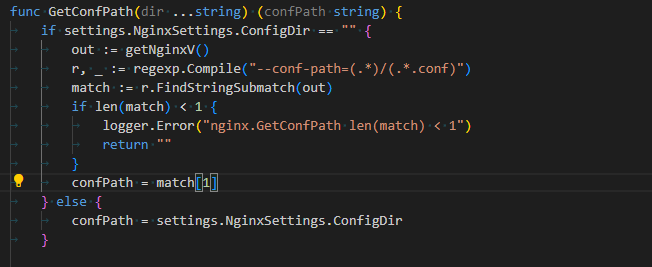 func GetConfPath(dir ...string) (confPath string) {
if settings.NginxSettings.ConfigDir == "" {
out := getNginxV()
r, _ := regexp.Compile("--conf-path=(.*)/(.*.conf)")
match := r.FindStringSubmatch(out)
if len(match) < 1 {
logger.Error("nginx.GetConfPath len(match) < 1")
return ""
}
confPath = match[1]
} else {
confPath = settings.NginxSettings.ConfigDir
}